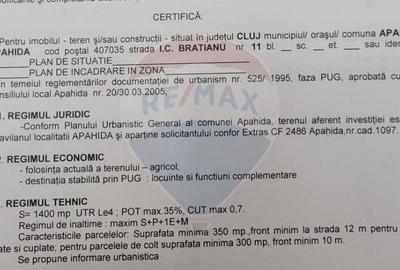 CERTIFICĂ:
Pentru imobilul - teren şi/sau construcţii - situat în judeţul CLUJ municipiul/ oraşul/ comuna APA
APAHIDA cod poştal 407035 strada I.C. BRATIANU nr. 11 bl. __ sc. __ et. __ sau iden
PLAN DE SITUATIE
PLAN DE INCADRARE IN ZONA
în temeiul reglementărilor documentaţiei de urbanism nr. 525/ 1995, faza PUG, aprobată cu
nsiliului local Apahida nr. 20/30.03.2005,
1. REGIMUL JURIDIC
-Conform Planului Urbanistic General al comunei Apahida, terenul aferent investiţiei es
avilanul localitatii APAHIDA şi aparţine solicitantului confor Extras CF 2486 Apahida,nr.cad.1097.
2. REGIMUL ECONOMIC
- folosinţa actuală a terenului – agricol;
- destinaţia stabilită prin PUG : locuinte si functiuni complementare
REGIMUL TEHNIC
S= 1400 mp UTR Le4 ; POT max.35%, CUT max 0,7.
Regimul de inaltime : maxim S+P+1E+M
Caracteristicile parcelelor: Suprafata minima 350 mp.,front minim la strada 12 m pentru
ate si cuplate; pentru parcelele de colt suprafata minima 300 mp, front minim 10 m.
Se propune informare urbanistica
RE/MAX